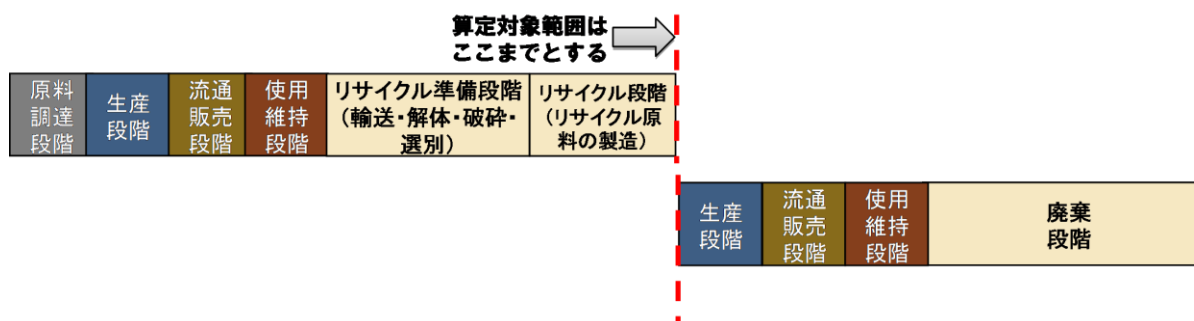 算定対象範囲は
ここまでとする
原料
調達
段階
生産
段階
流通
販売
段階
使用
維持
段階
リサイクル準備段階
（輸送・解体・破砕・
選別）
リサイクル段階
（リサイクル原
料の製造）
生産
段階
流通
販売
段階
使用
維持
段階
廃棄
段階